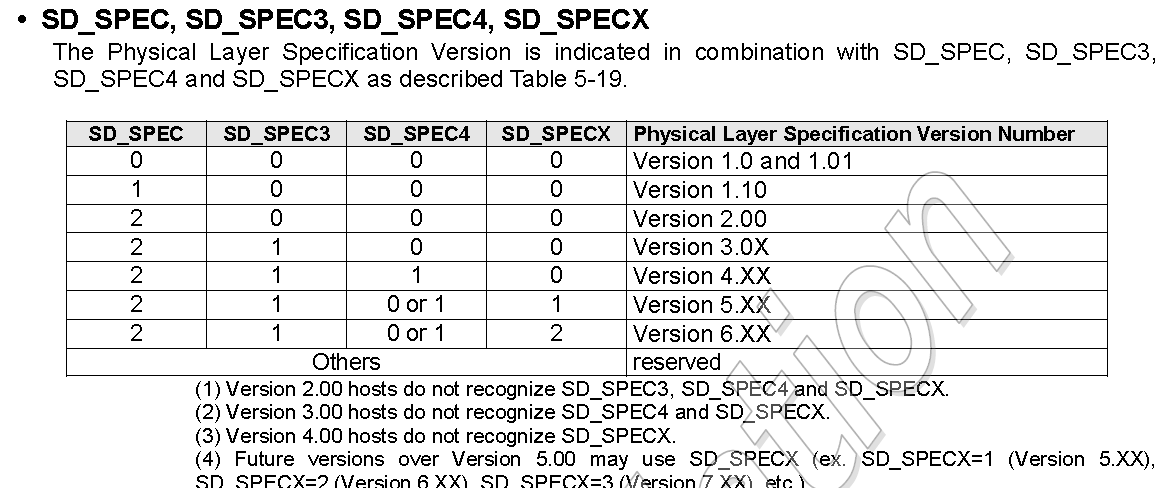 • SD_SPEC, SD_SPEC3, SD_SPEC4, SD_SPECX
The Physical Layer Specification Version is indicated in combination with SD_SPEC, SD_SPEC3,
SD_SPEC4 and SD_SPECX as described Table 5-19.
SD_SPEC SD_SPEC3 SD_SPEC4 SD_SPECX Physical Layer Specification Version Number
0 0 0 0 Version 1.0 and 1.01
1 0 0 0 Version 1.10
2 0 0 0 Version 2.00
2 1 0 0 Version 3.0X
2 1 1 0 Version 4.XX
2 1 0 or 1 1 Version 5.XX
2 1 0 or 1 2 Version 6.XX
Others reserved
(1) Version 2.00 hosts do not recognize SD_SPEC3, SD_SPEC4 and SD_SPECX.
(2) Version 3.00 hosts do not recognize SD_SPEC4 and SD_SPECX.
(3) Version 4.00 hosts do not recognize SD_SPECX.
(4) Future versions over Version 5.00 may use SD_SPECX (ex. SD_SPECX=1 (Version 5.XX),
SD_SPECX=2 (Version 6.XX), SD_SPECX=3 (Version 7.XX), etc.)